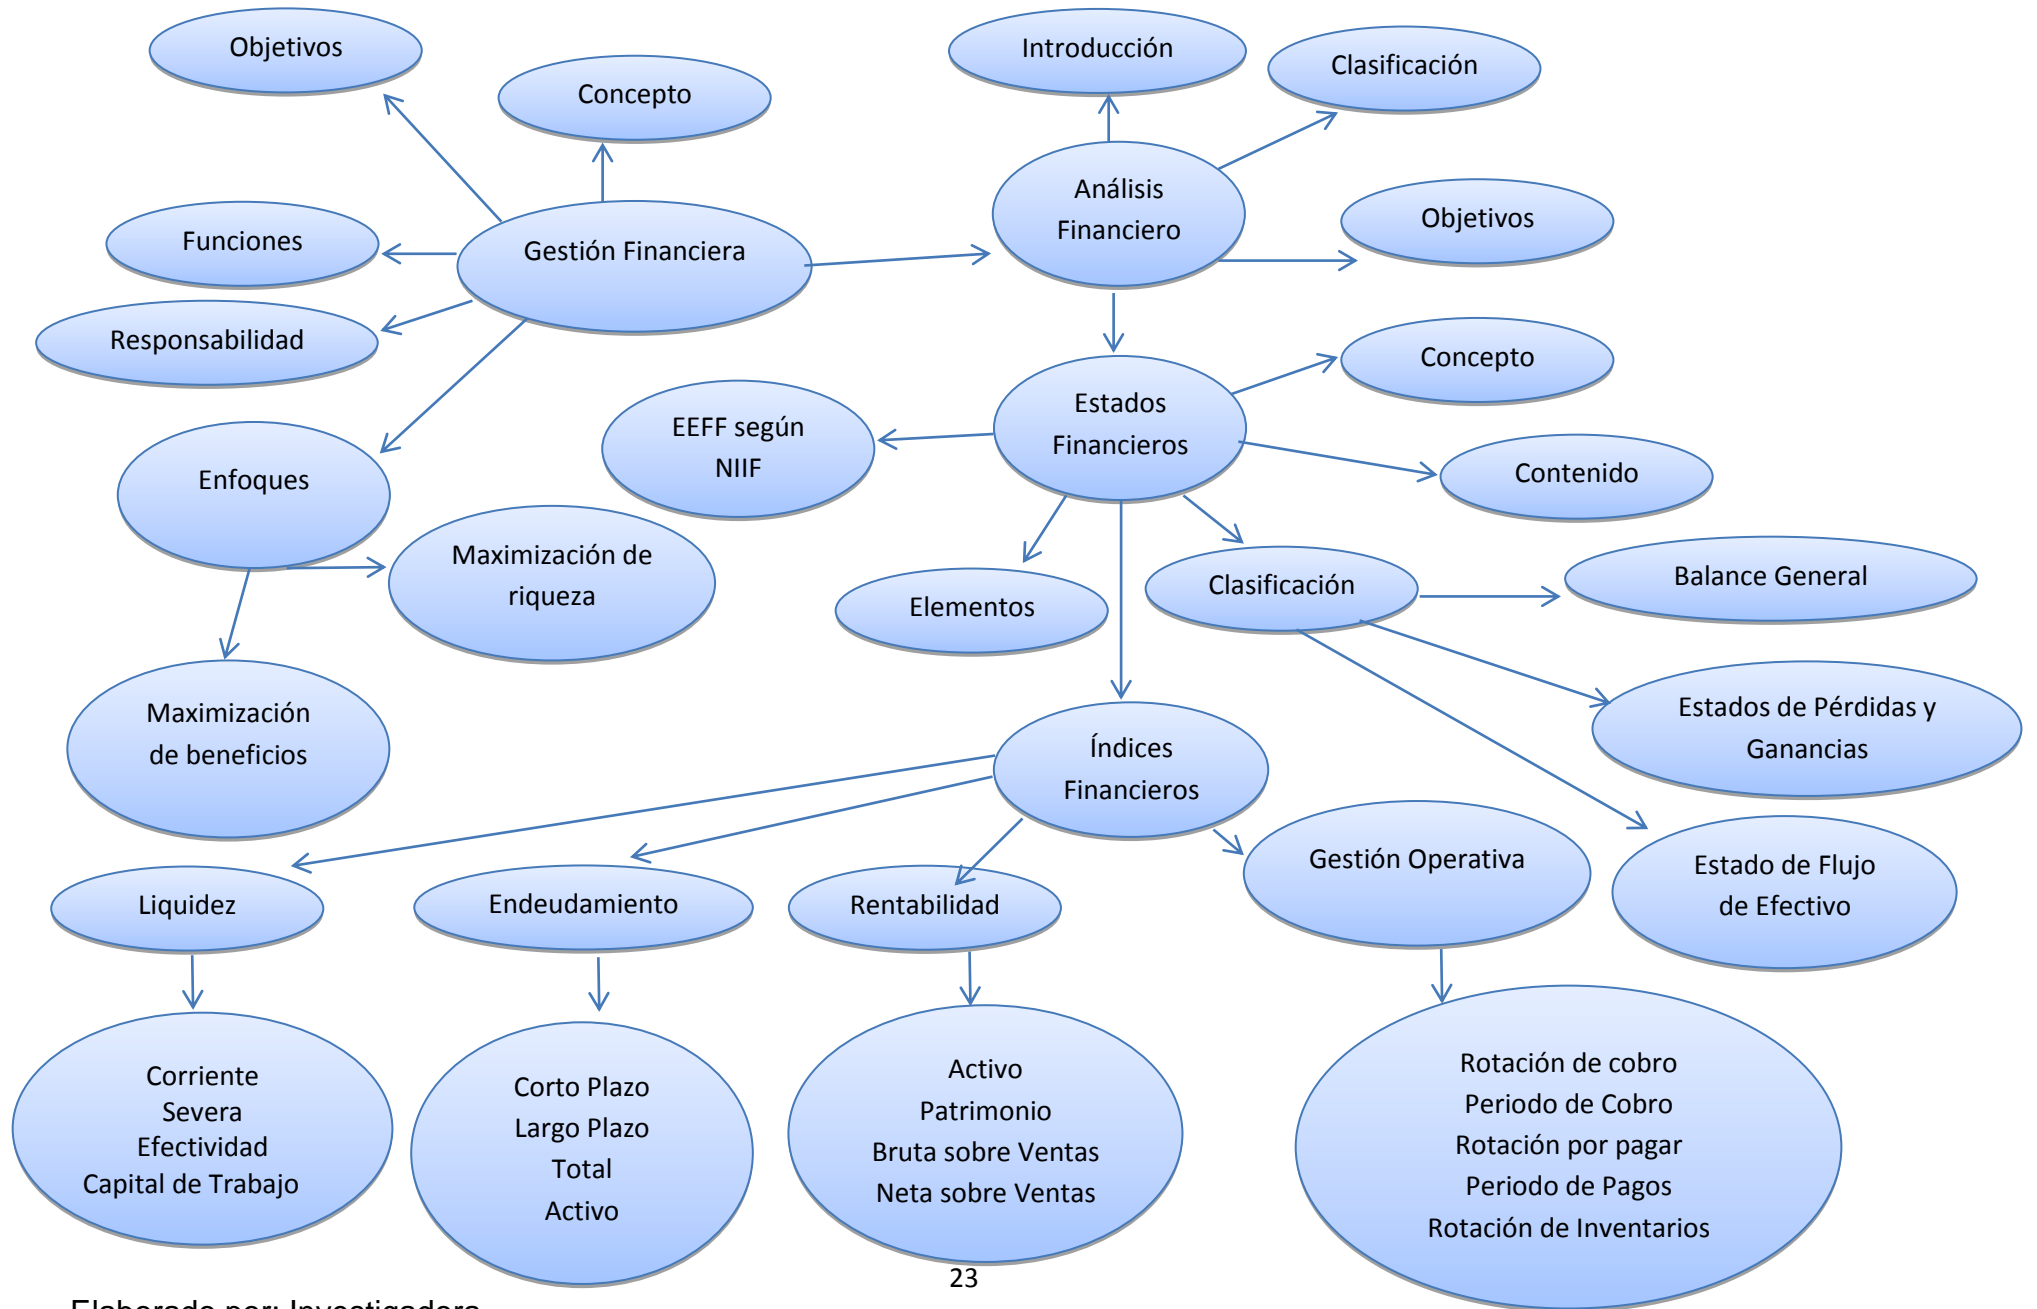 Objetivos
Introducción
Clasificación
Concepto
Análisis
Financiero
Objetivos
Funciones
Gestión Financiera
Responsabilidad
Concepto
Estados
Financieros
EEFF según
NIIF
Enfoques
Contenido
Maximización de
riqueza
Elementos
Clasificación
Balance General
Maximización
de beneficios
Índices
Financieros
Estados de Pérdidas y
Ganancias
Liquidez
Endeudamiento
Rentabilidad
Gestión Operativa
Estado de Flujo
de Efectivo
Corriente
Severa
Efectividad
Capital de Trabajo
Corto Plazo
Largo Plazo
Total
Activo
Activo
Patrimonio
Bruta sobre Ventas
Neta sobre Ventas
Rotación de cobro
Periodo de Cobro
Rotación por pagar
Periodo de Pagos
Rotación de Inventarios
23
Elaborado por: Investigadora